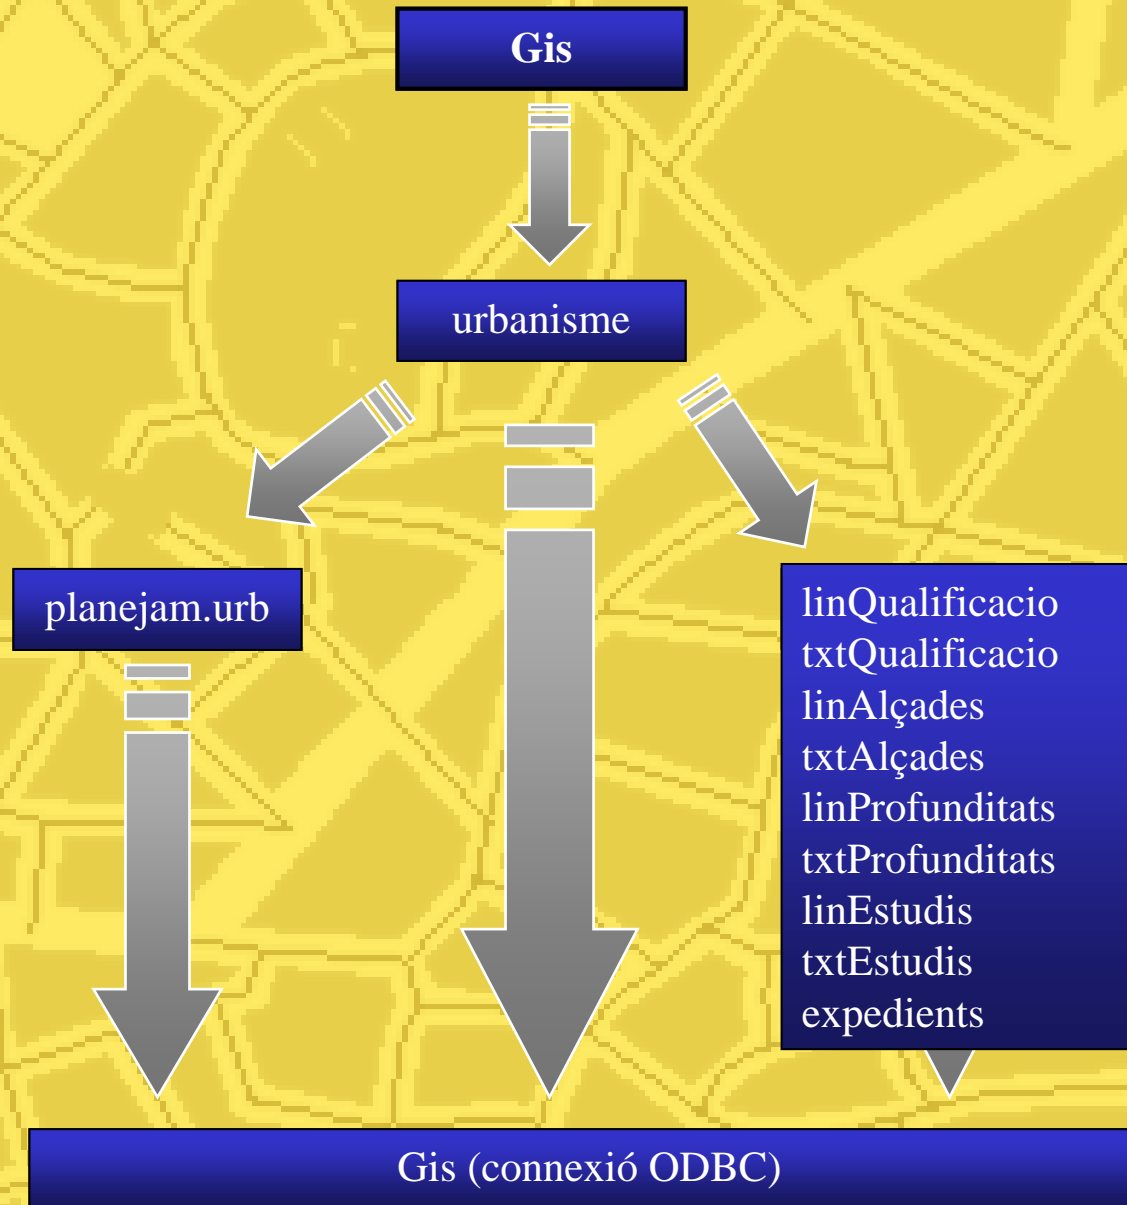 Gis
urbanisme
planejam.urb
linQualificacio
txtQualificacio
linAlçades
txtAlçades
linProfunditats
txtProfunditats
linEstudis
txtEstudis
expedients
Gis (connexió ODBC)